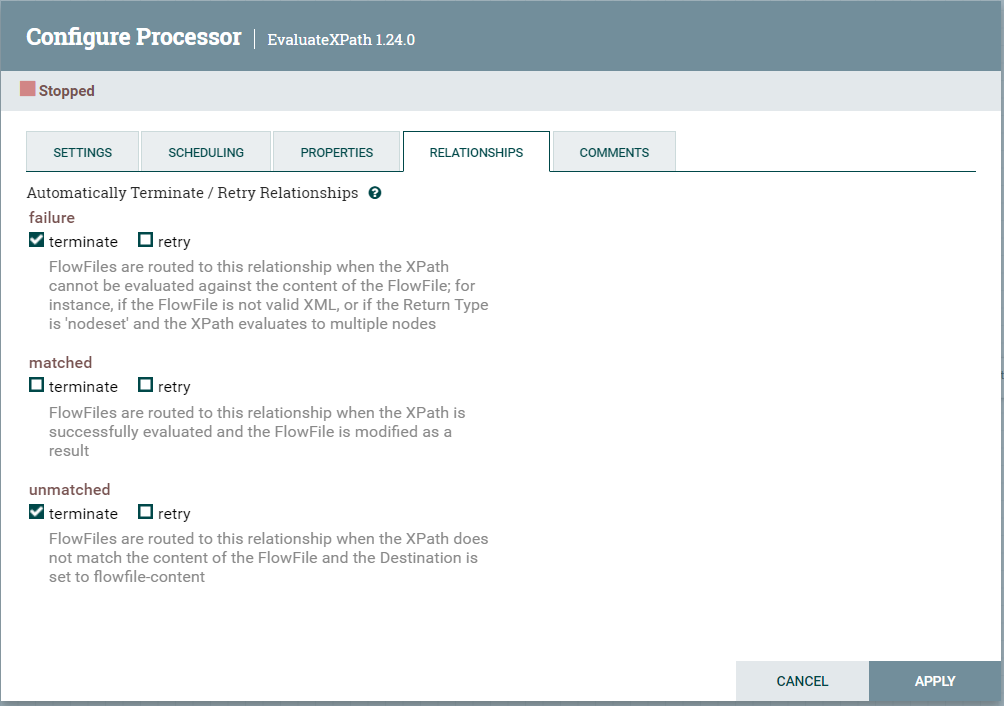 Configure Processor | EvaluateXPath 1.24.0
Stopped
SETTINGS SCHEDULING PROPERTIES RELATIONSHIPS COMMENTS
Automatically Terminate / Retry Relationships ?
failure
terminate retry
FlowFiles are routed to this relationship when the XPath
cannot be evaluated against the content of the FlowFile; for
instance, if the FlowFile is not valid XML, or if the Return Type
is 'nodeset' and the XPath evaluates to multiple nodes
matched
terminate retry
FlowFiles are routed to this relationship when the XPath is
successfully evaluated and the FlowFile is modified as a
result
unmatched
terminate retry
FlowFiles are routed to this relationship when the XPath does
not match the content of the FlowFile and the Destination is
set to flowfile-content
CANCEL APPLY